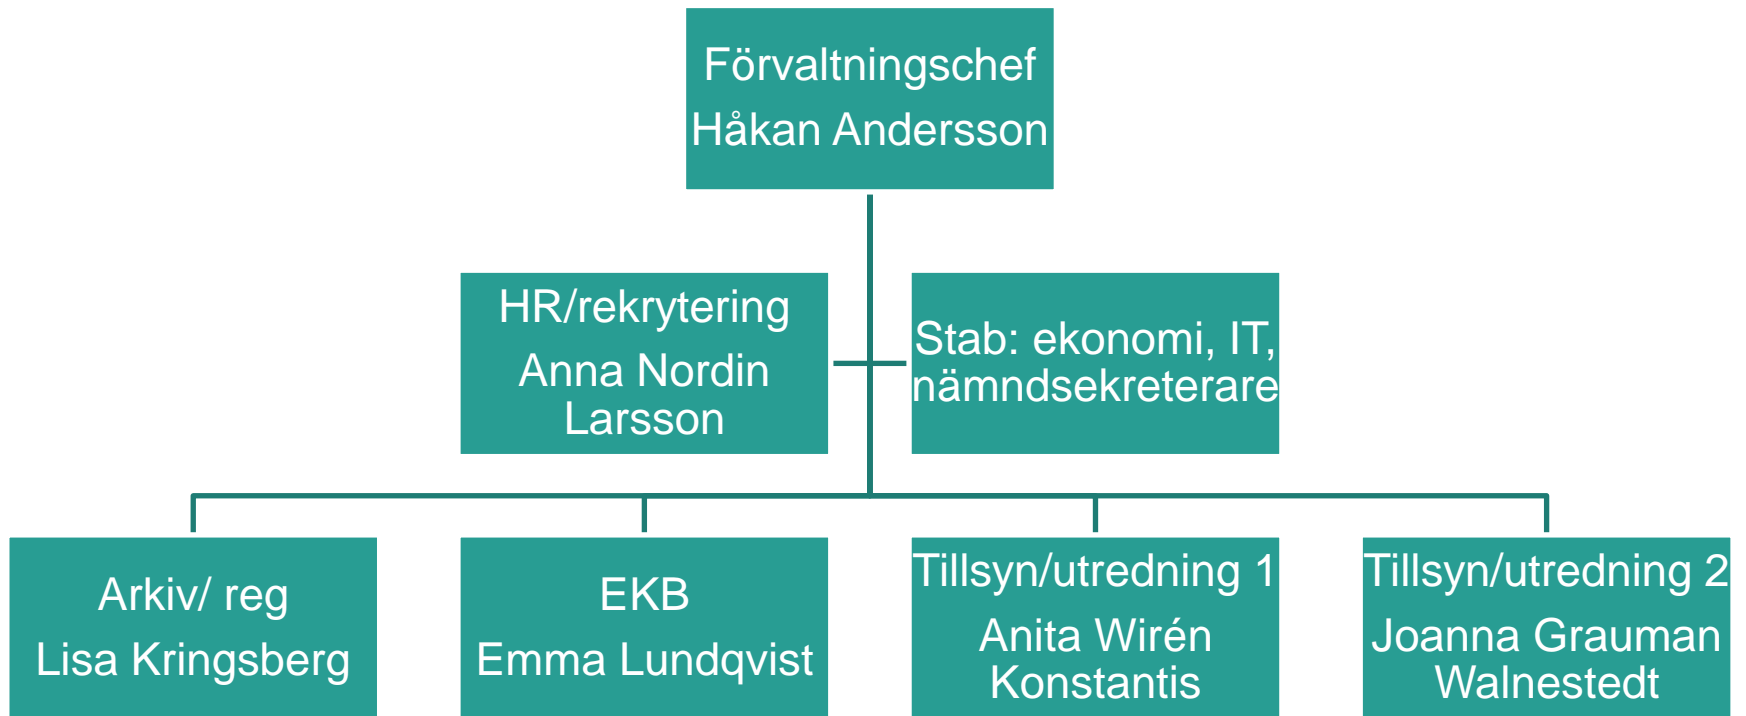 Förvaltningschef
Håkan Andersson
HR/rekrytering
Anna Nordin
Larsson
Stab: ekonomi, IT,
nämndsekreterare
Arkiv/ reg
Lisa Kringsberg
EKB
Emma Lundqvist
Tillsyn/utredning 1
Anita Wirén
Konstantis
Tillsyn/utredning 2
Joanna Grauman
Walnestedt